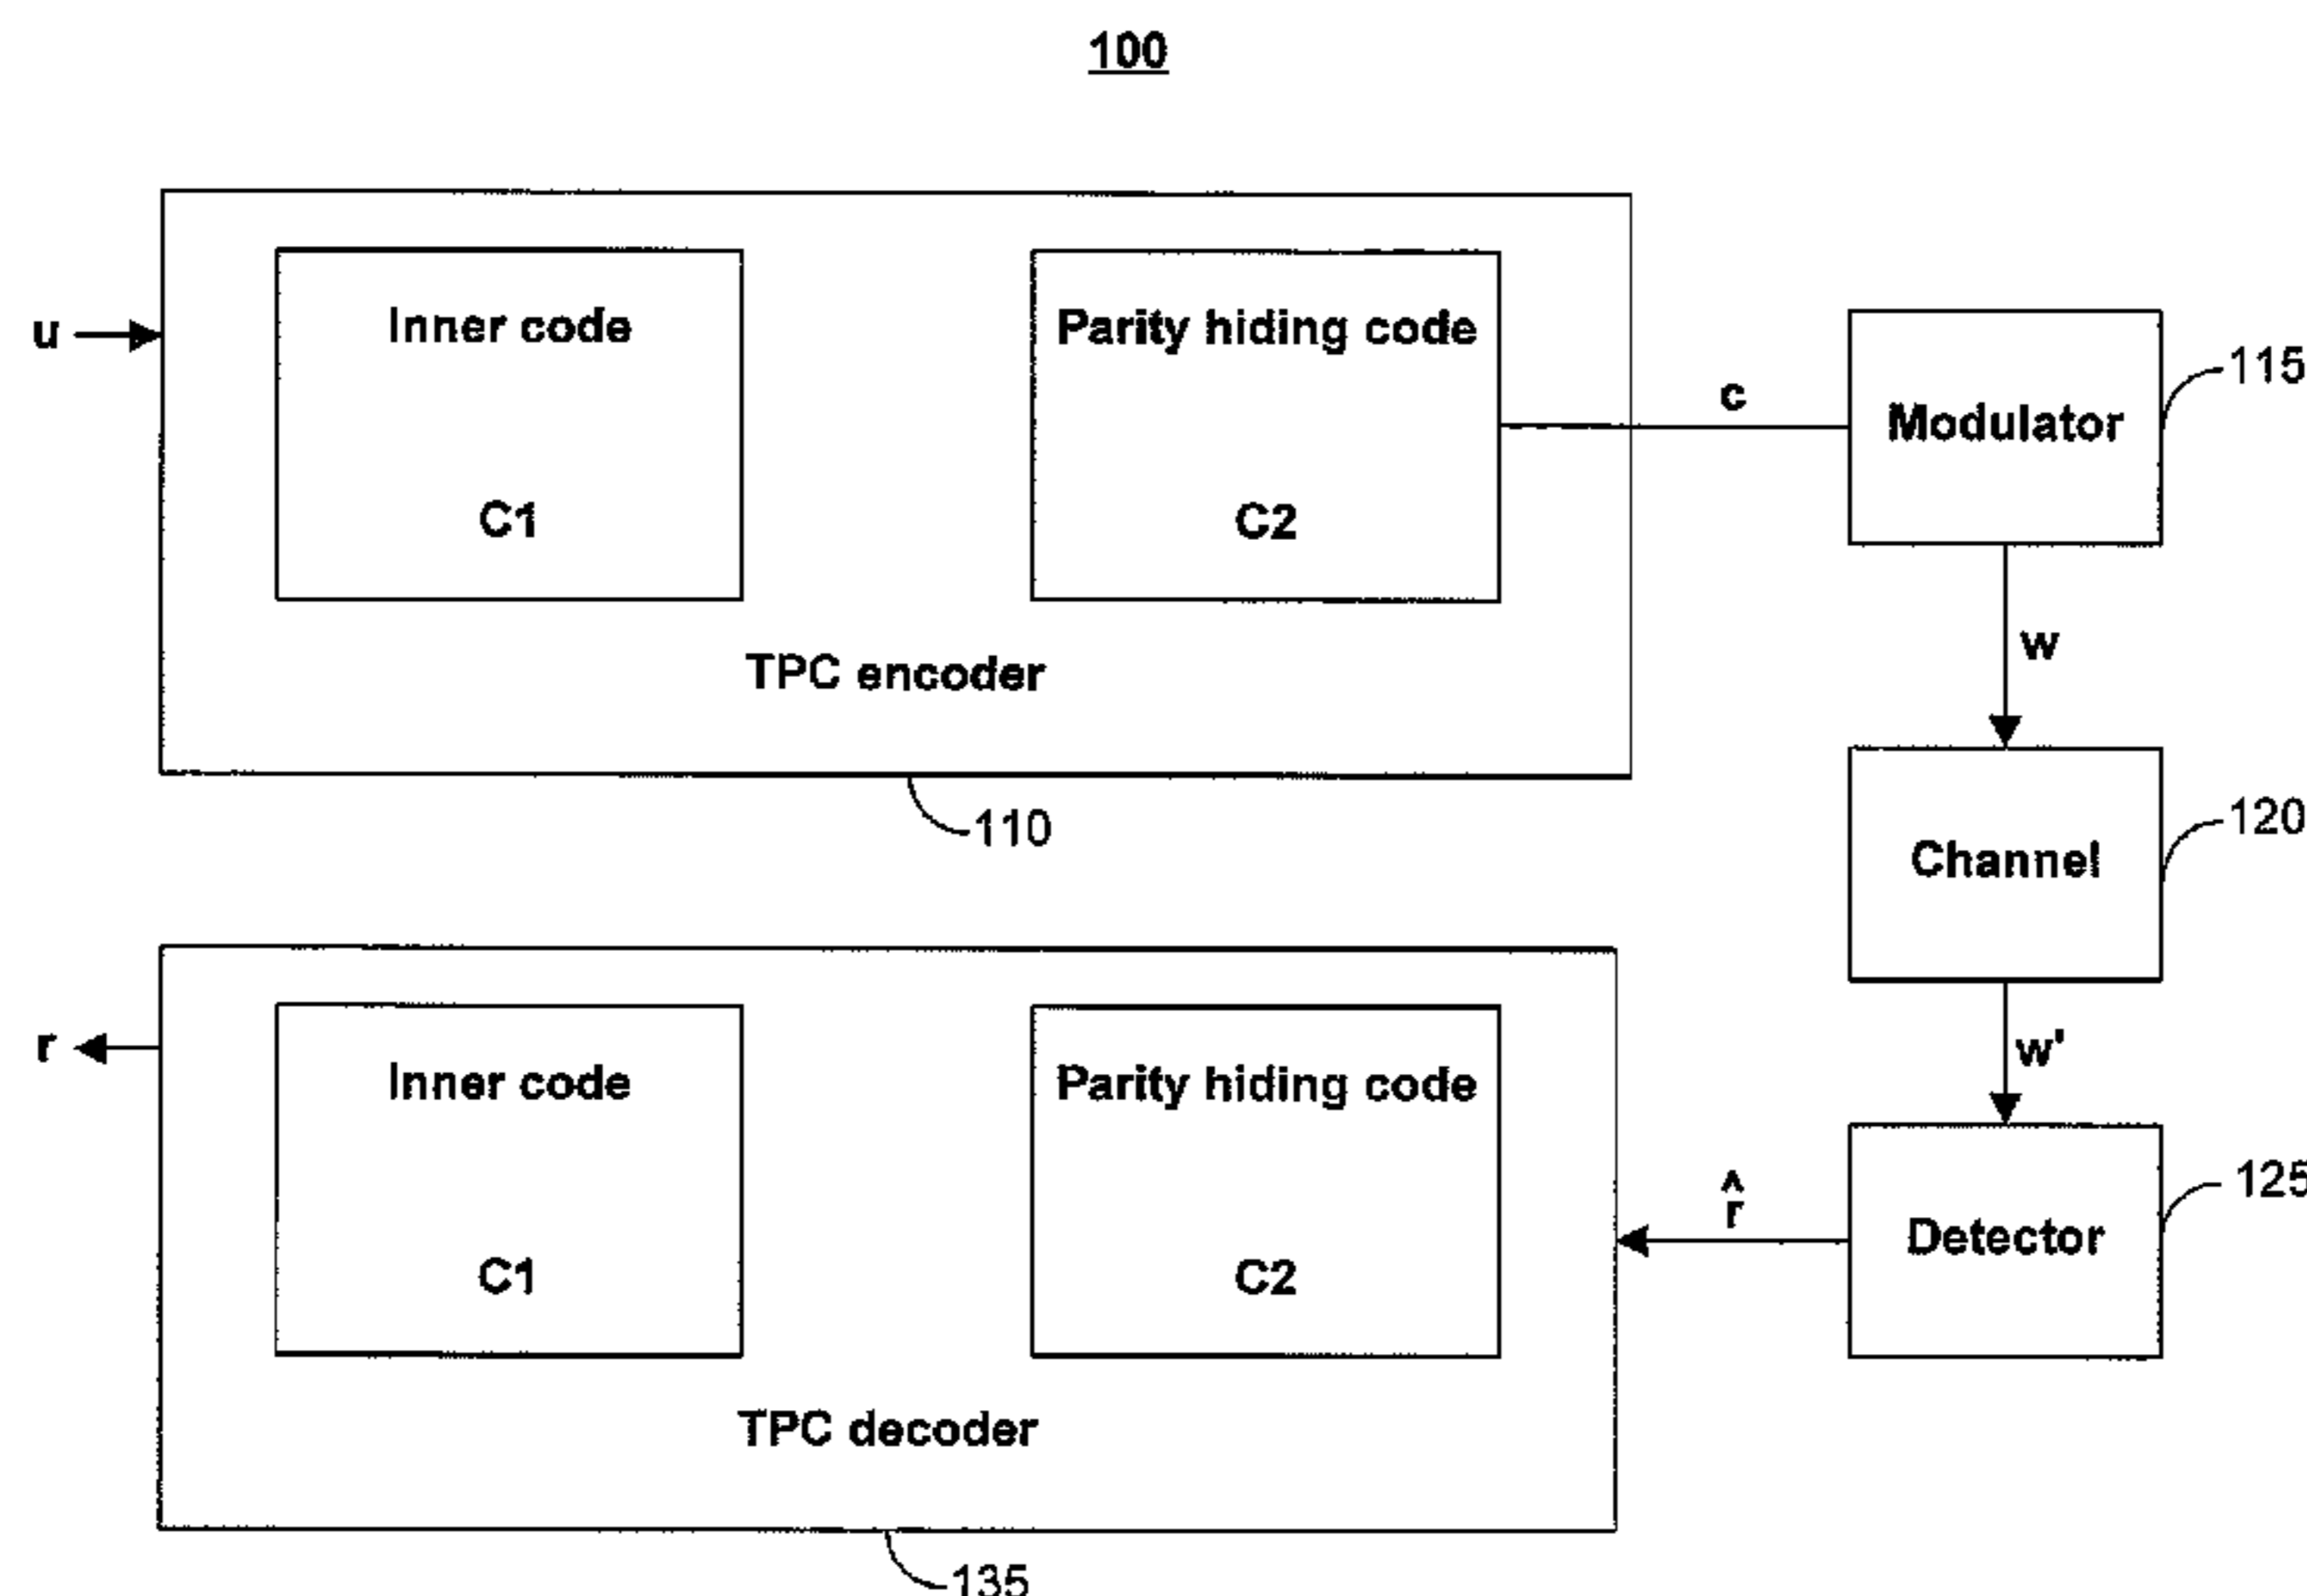 100
u
Inner code
C1
Parity hiding code
C2
TPC encoder
110
c
Modulator
115
w
Channel
120
w'
Detector
125
r̂
r
Inner code
C1
Parity hiding code
C2
TPC decoder
135